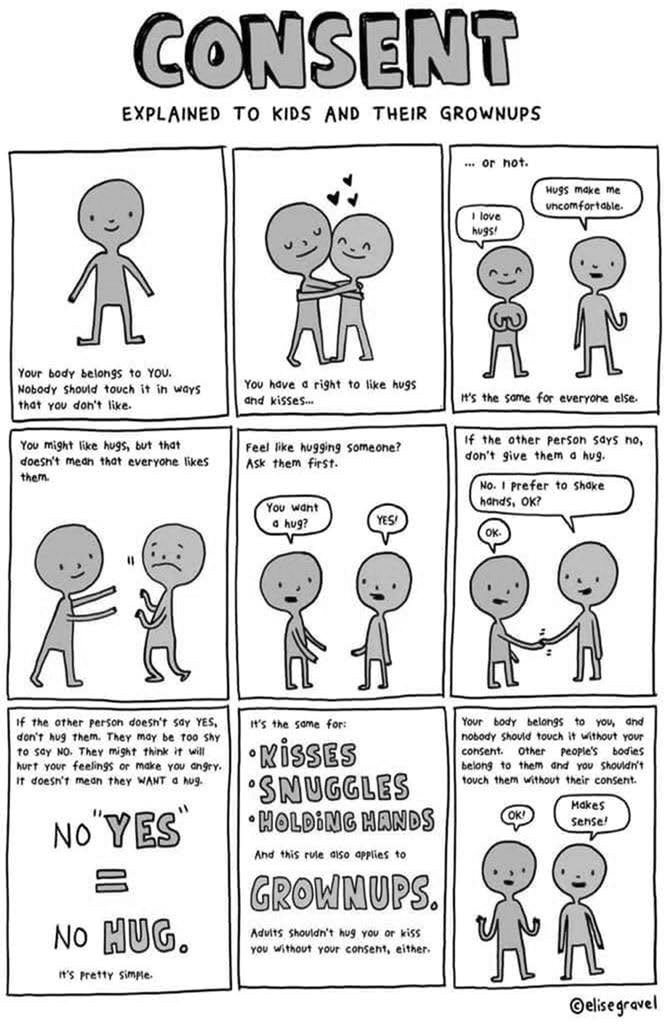 CONSENT
EXPLAINED TO KIDS AND THEIR GROWNUPS
Your body belongs to YOU.
Nobody should touch it in ways
that you don't like.
You have a right to like hugs
and kisses...
... or not.
I love
hugs!
Hugs make me
uncomfortable.
It's the same for everyone else.
You might like hugs, but that
doesn't mean that everyone likes
them.
Feel like hugging someone?
Ask them first.
You want
a hug?
YES!
If the other person says no,
don't give them a hug.
No. I prefer to shake
hands, OK?
OK.
If the other person doesn't say YES,
don't hug them. They may be too shy
to say NO. They might think it will
hurt your feelings or make you angry.
It doesn't mean they WANT a hug.
NO "YES"
=
NO HUG.
It's pretty simple.
It's the same for:
• KISSES
• SNUGGLES
• HOLDING HANDS
And this rule also applies to
GROWNUPS.
Adults shouldn't hug you or kiss
you without your consent, either.
Your body belongs to you, and
nobody should touch it without your
consent. Other people's bodies
belong to them and you shouldn't
touch them without their consent.
OK!
Makes
sense!
©elisegravel